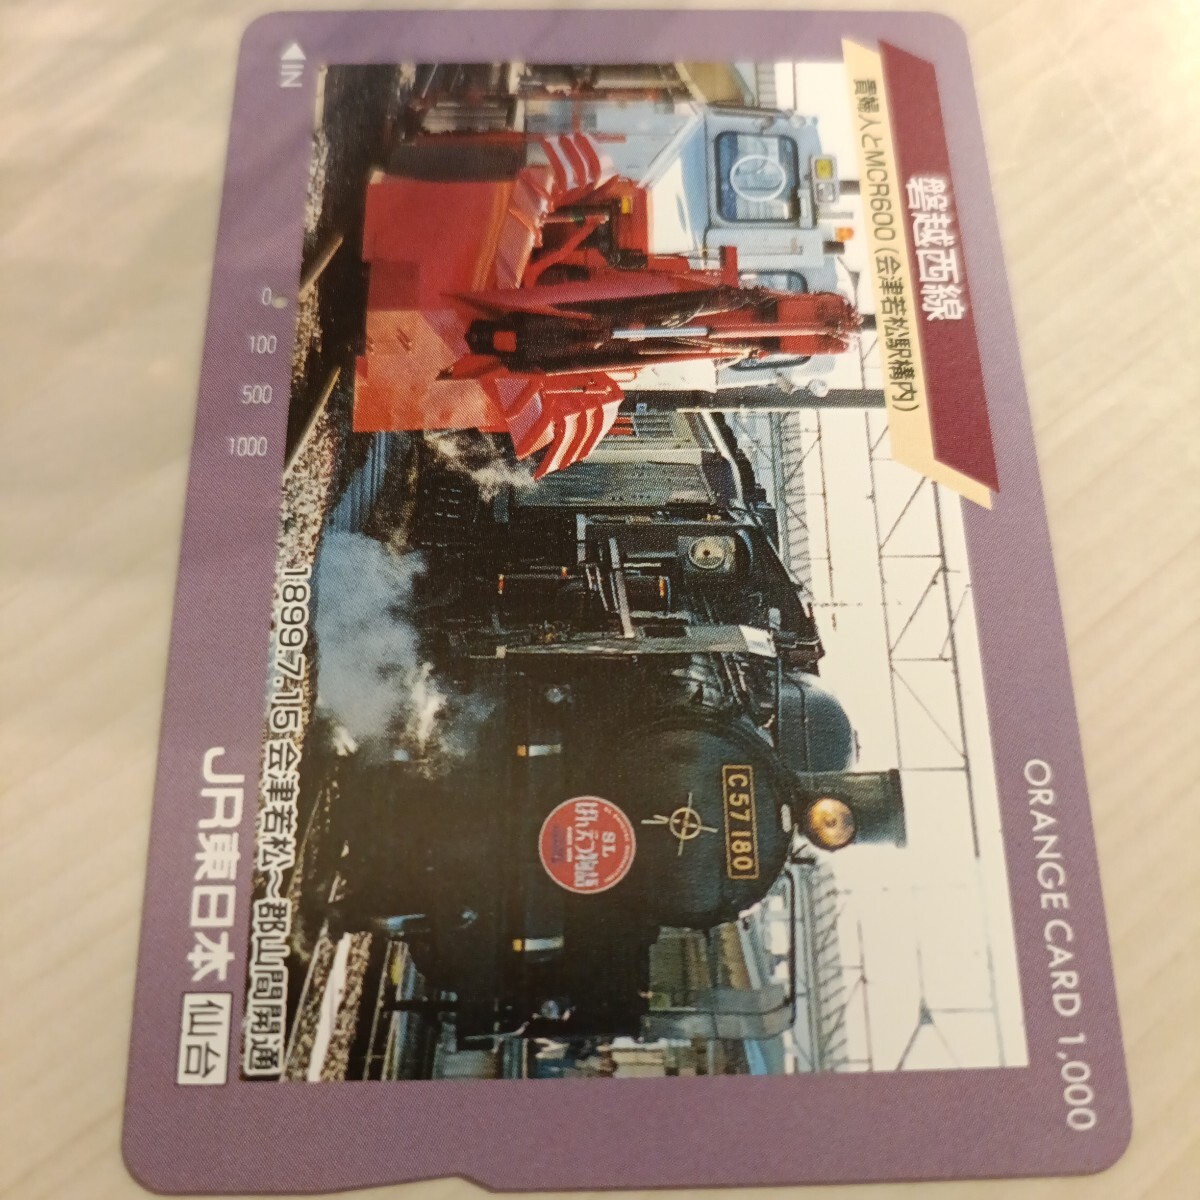 磐越西線
貴婦人とMCR600(会津若松駅構内)
ORANGE CARD 1,000
C57 180
SL
ばんえつ物語
1899.7.15 会津若松~郡山間開通
◀IN
0
100
500
1000
JR東日本 仙台